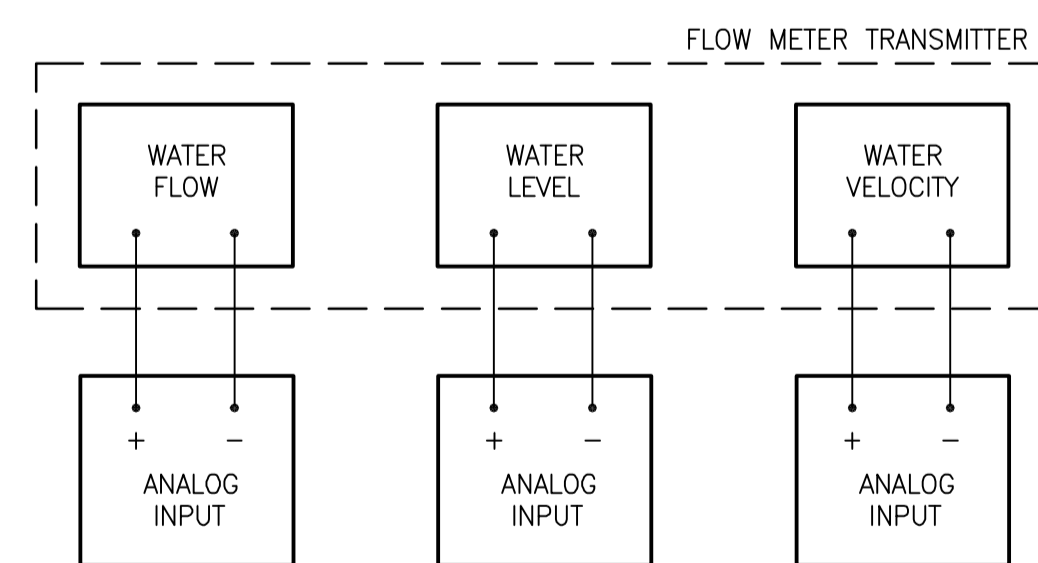 FLOW METER TRANSMITTER
WATER
FLOW
WATER
LEVEL
WATER
VELOCITY
+ −
ANALOG
INPUT
+ −
ANALOG
INPUT
+ −
ANALOG
INPUT